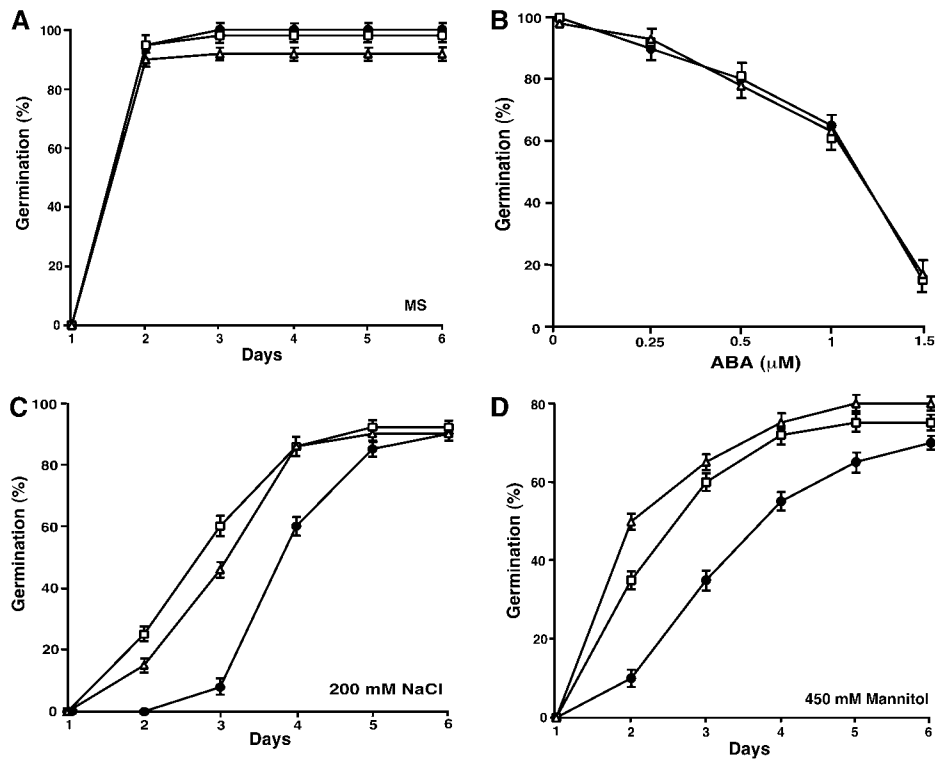 A
100
80
60
40
20
0
Germination (%)
MS
1 2 3 4 5 6
Days
B
100
80
60
40
20
0
Germination (%)
0 0.25 0.5 1 1.5
ABA (μM)
C
100
80
60
40
20
0
Germination (%)
200 mM NaCl
1 2 3 4 5 6
Days
D
80
60
40
20
0
Germination (%)
450 mM Mannitol
1 2 3 4 5 6
Days